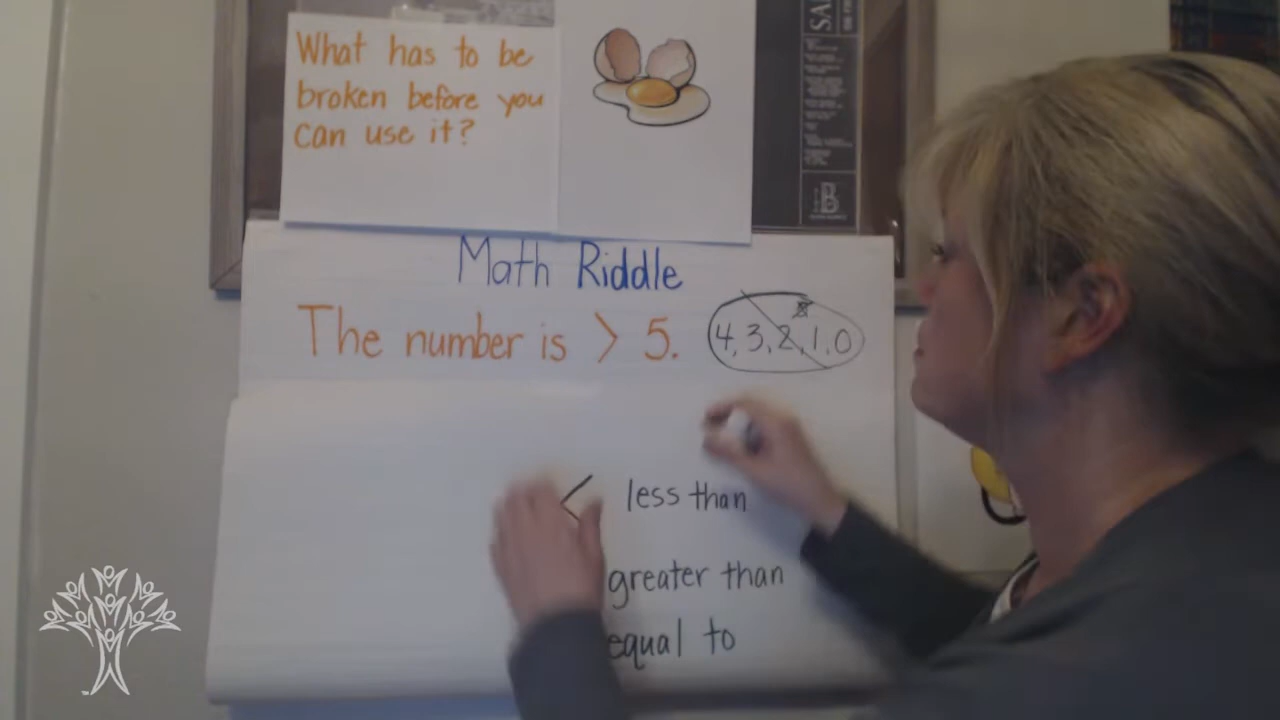 What has to be
broken before you
can use it?
Math Riddle
The number is > 5.
4, 3, 2, 1, 0
< less than
greater than
equal to